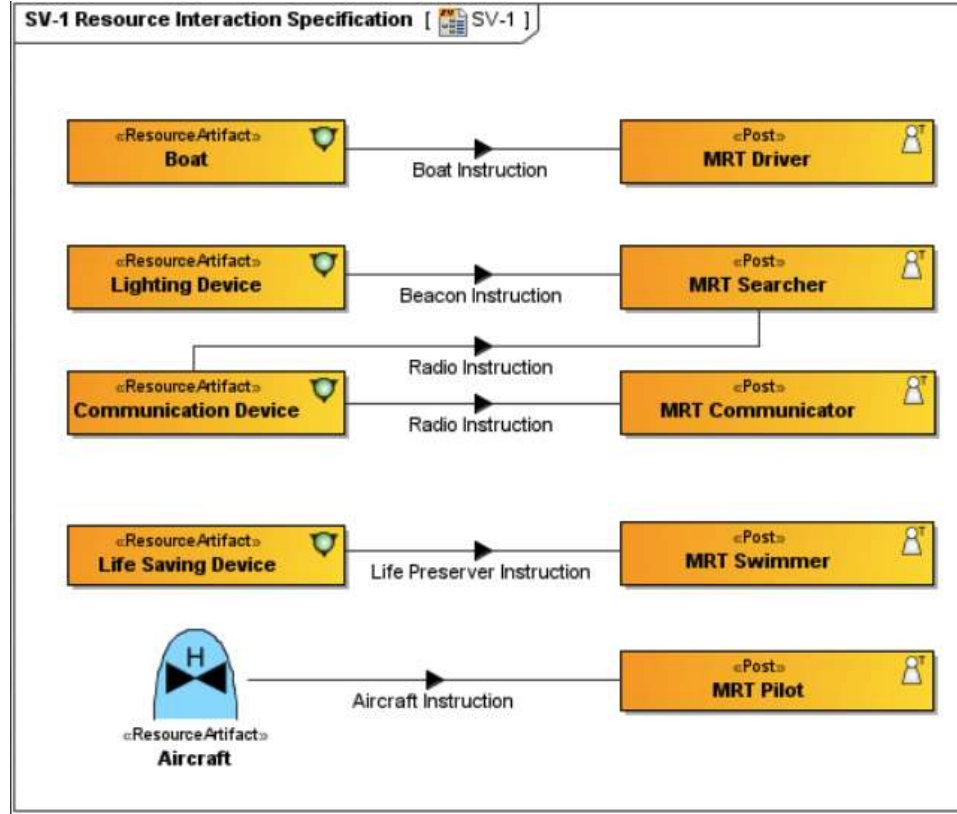 SV-1 Resource Interaction Specification [ SV-1 ]
«ResourceArtifact»
Boat
Boat Instruction
«Post»
MRT Driver
«ResourceArtifact»
Lighting Device
Beacon Instruction
«Post»
MRT Searcher
Radio Instruction
«ResourceArtifact»
Communication Device
Radio Instruction
«Post»
MRT Communicator
«ResourceArtifact»
Life Saving Device
Life Preserver Instruction
«Post»
MRT Swimmer
H
«ResourceArtifact»
Aircraft
Aircraft Instruction
«Post»
MRT Pilot